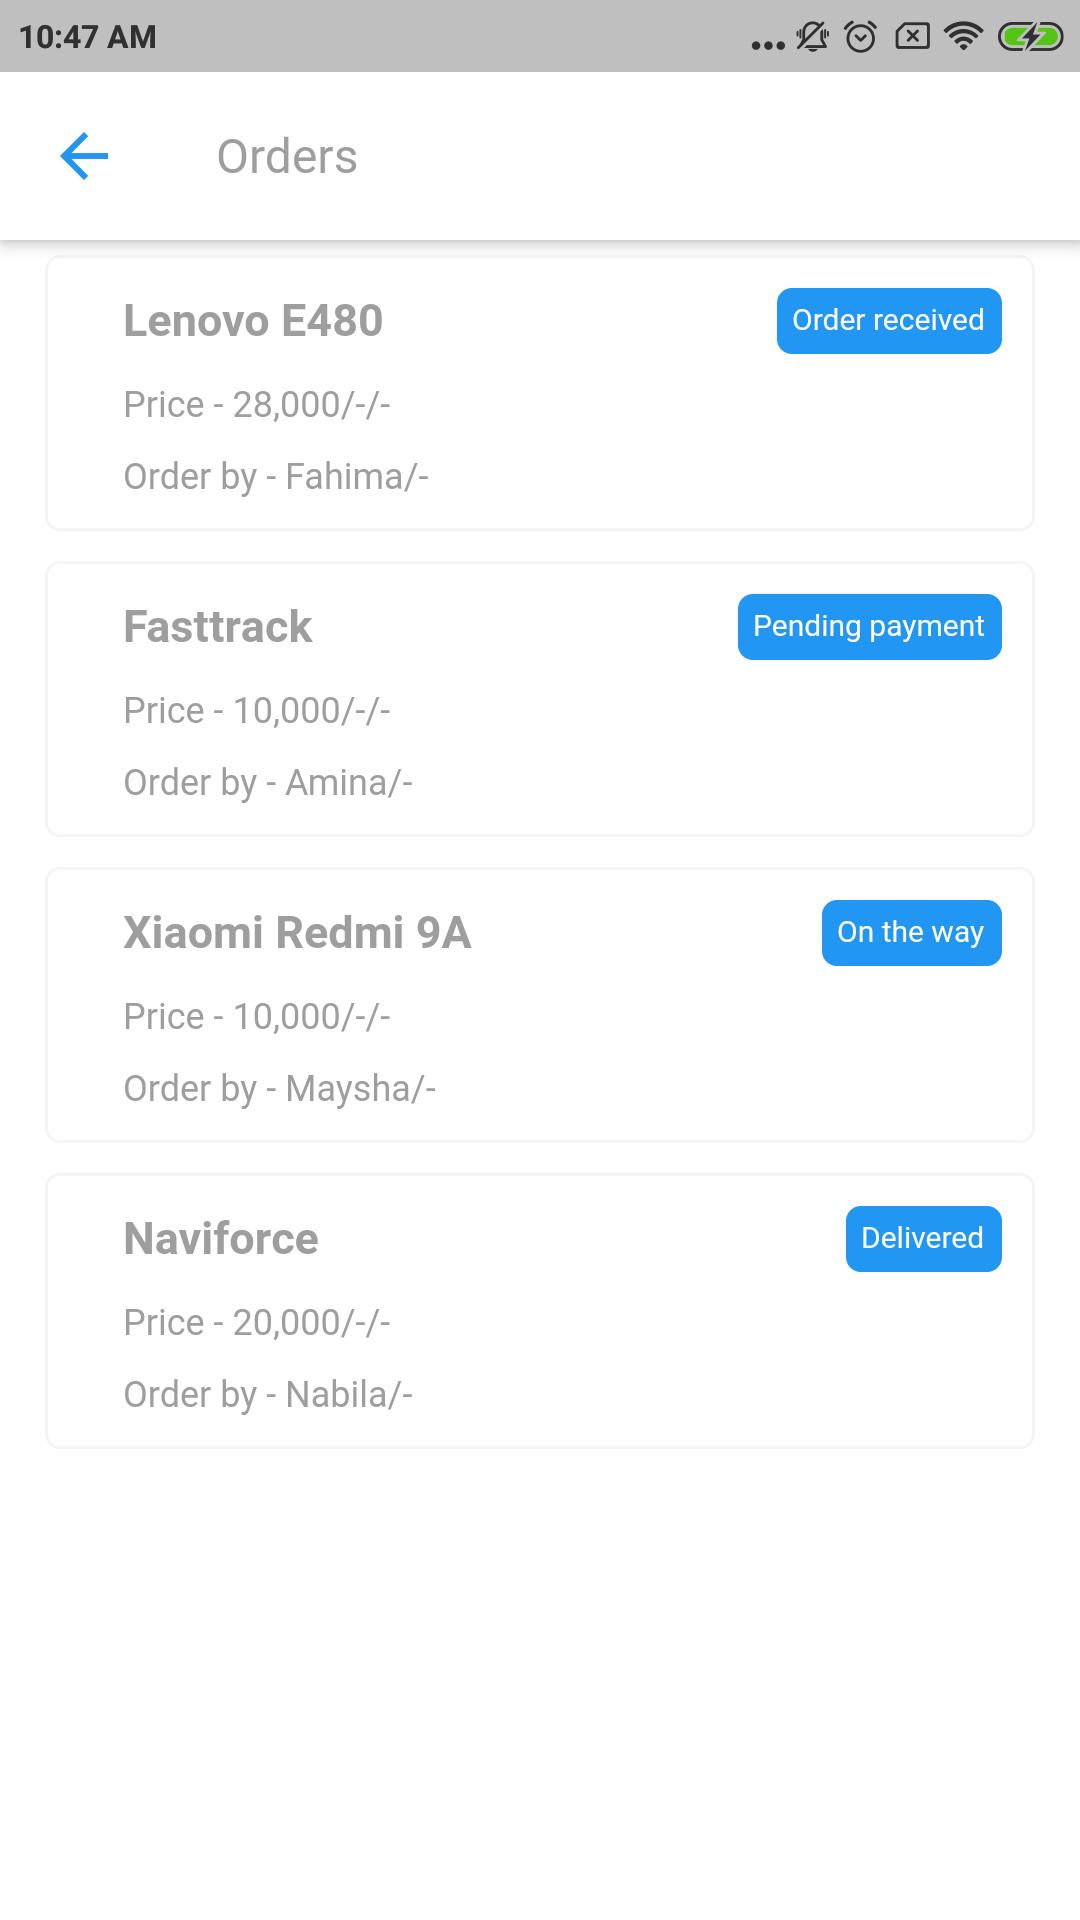 10:47 AM
Orders
Lenovo E480
Order received
Price - 28,000/-/-
Order by - Fahima/-
Fasttrack
Pending payment
Price - 10,000/-/-
Order by - Amina/-
Xiaomi Redmi 9A
On the way
Price - 10,000/-/-
Order by - Maysha/-
Naviforce
Delivered
Price - 20,000/-/-
Order by - Nabila/-